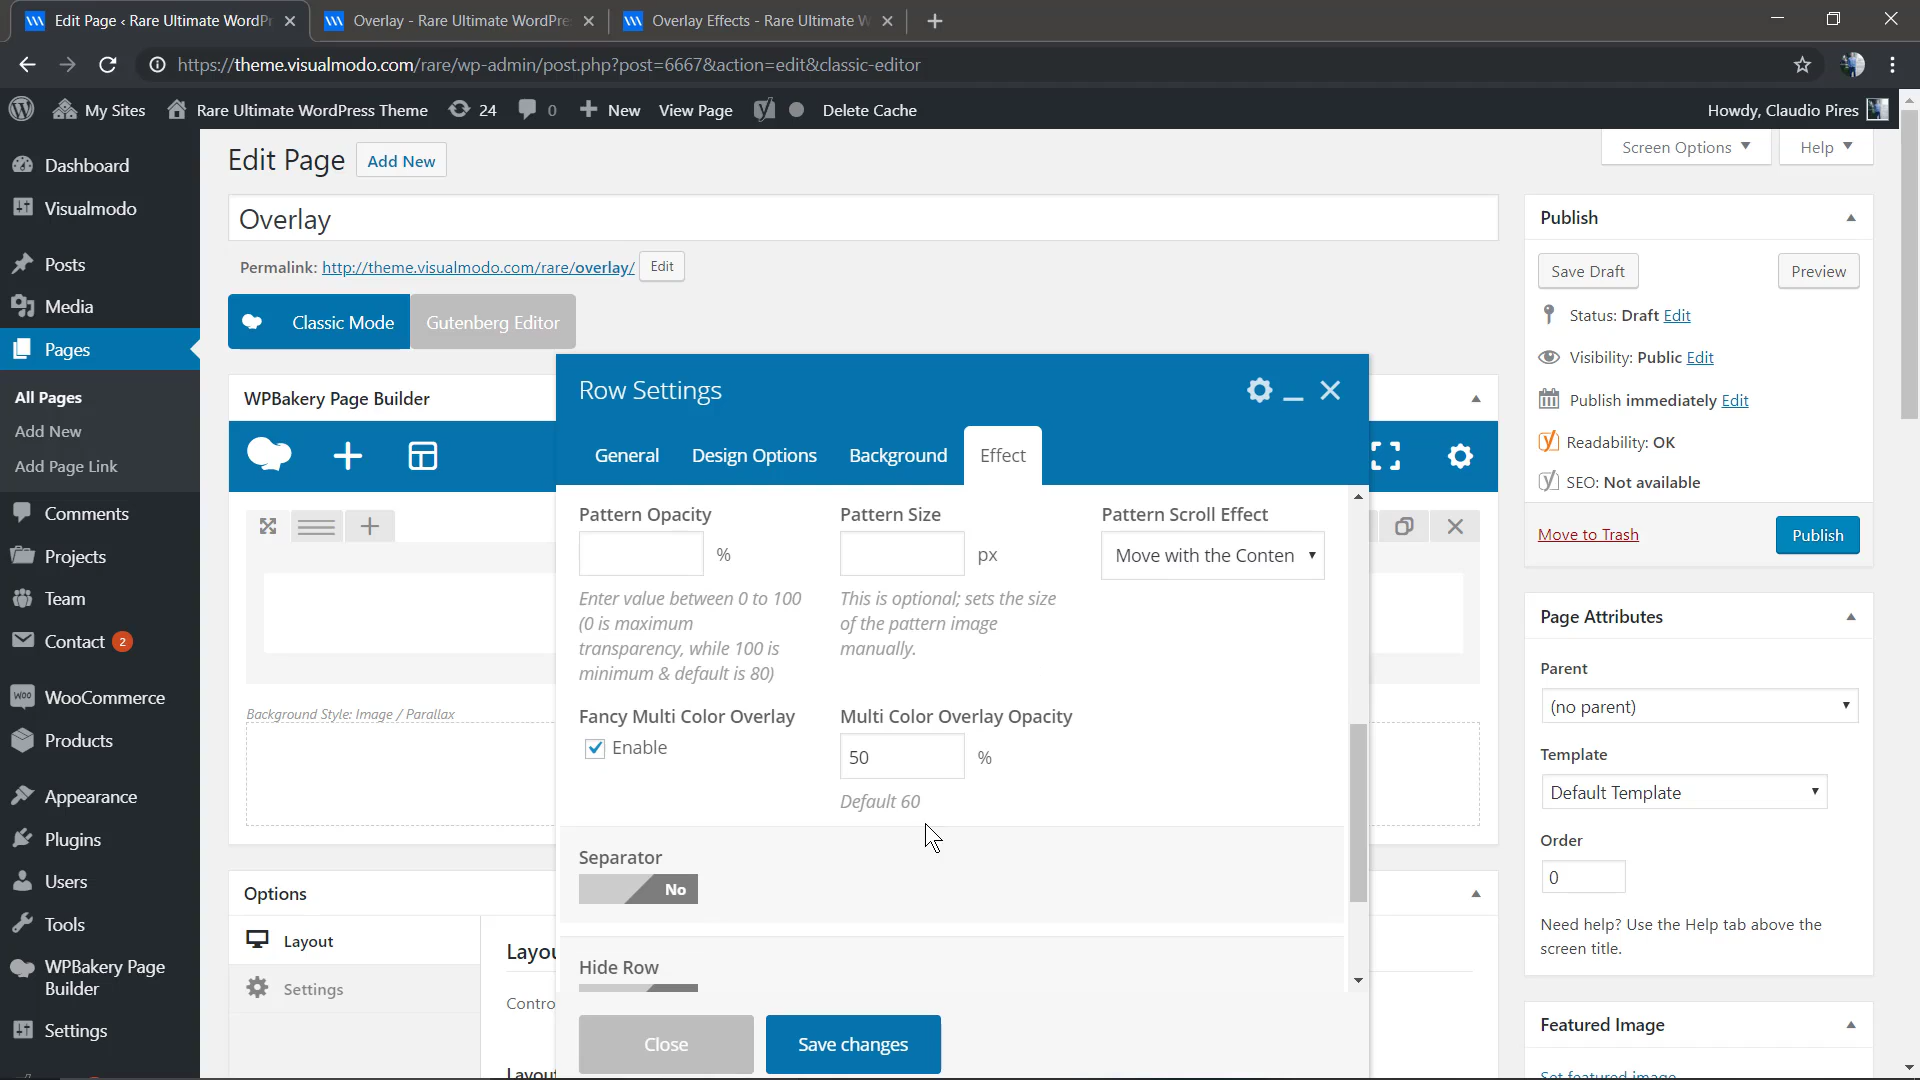 Edit Page ‹ Rare Ultimate WordPr
Overlay - Rare Ultimate WordPre
Overlay Effects - Rare Ultimate W
https://theme.visualmodo.com/rare/wp-admin/post.php?post=6667&action=edit&classic-editor
My Sites
Rare Ultimate WordPress Theme
24
0
New
View Page
Delete Cache
Howdy, Claudio Pires
Dashboard
Visualmodo
Posts
Media
Pages
All Pages
Add New
Add Page Link
Comments
Projects
Team
Contact 2
WooCommerce
Products
Appearance
Plugins
Users
Tools
WPBakery Page
Builder
Settings
Edit Page
Add New
Screen Options
Help
Overlay
Permalink: http://theme.visualmodo.com/rare/overlay/ Edit
Classic Mode
Gutenberg Editor
WPBakery Page Builder
Background Style: Image / Parallax
Options
Layout
Settings
Layou
Contro
Layout
Row Settings
General
Design Options
Background
Effect
Pattern Opacity
%
Enter value between 0 to 100
(0 is maximum
transparency, while 100 is
minimum & default is 80)
Pattern Size
px
This is optional; sets the size
of the pattern image
manually.
Pattern Scroll Effect
Move with the Conten
Fancy Multi Color Overlay
Enable
Multi Color Overlay Opacity
50 %
Default 60
Separator
No
Hide Row
Close
Save changes
Publish
Save Draft
Preview
Status: Draft Edit
Visibility: Public Edit
Publish immediately Edit
Readability: OK
SEO: Not available
Move to Trash
Publish
Page Attributes
Parent
(no parent)
Template
Default Template
Order
0
Need help? Use the Help tab above the
screen title.
Featured Image
Set featured image